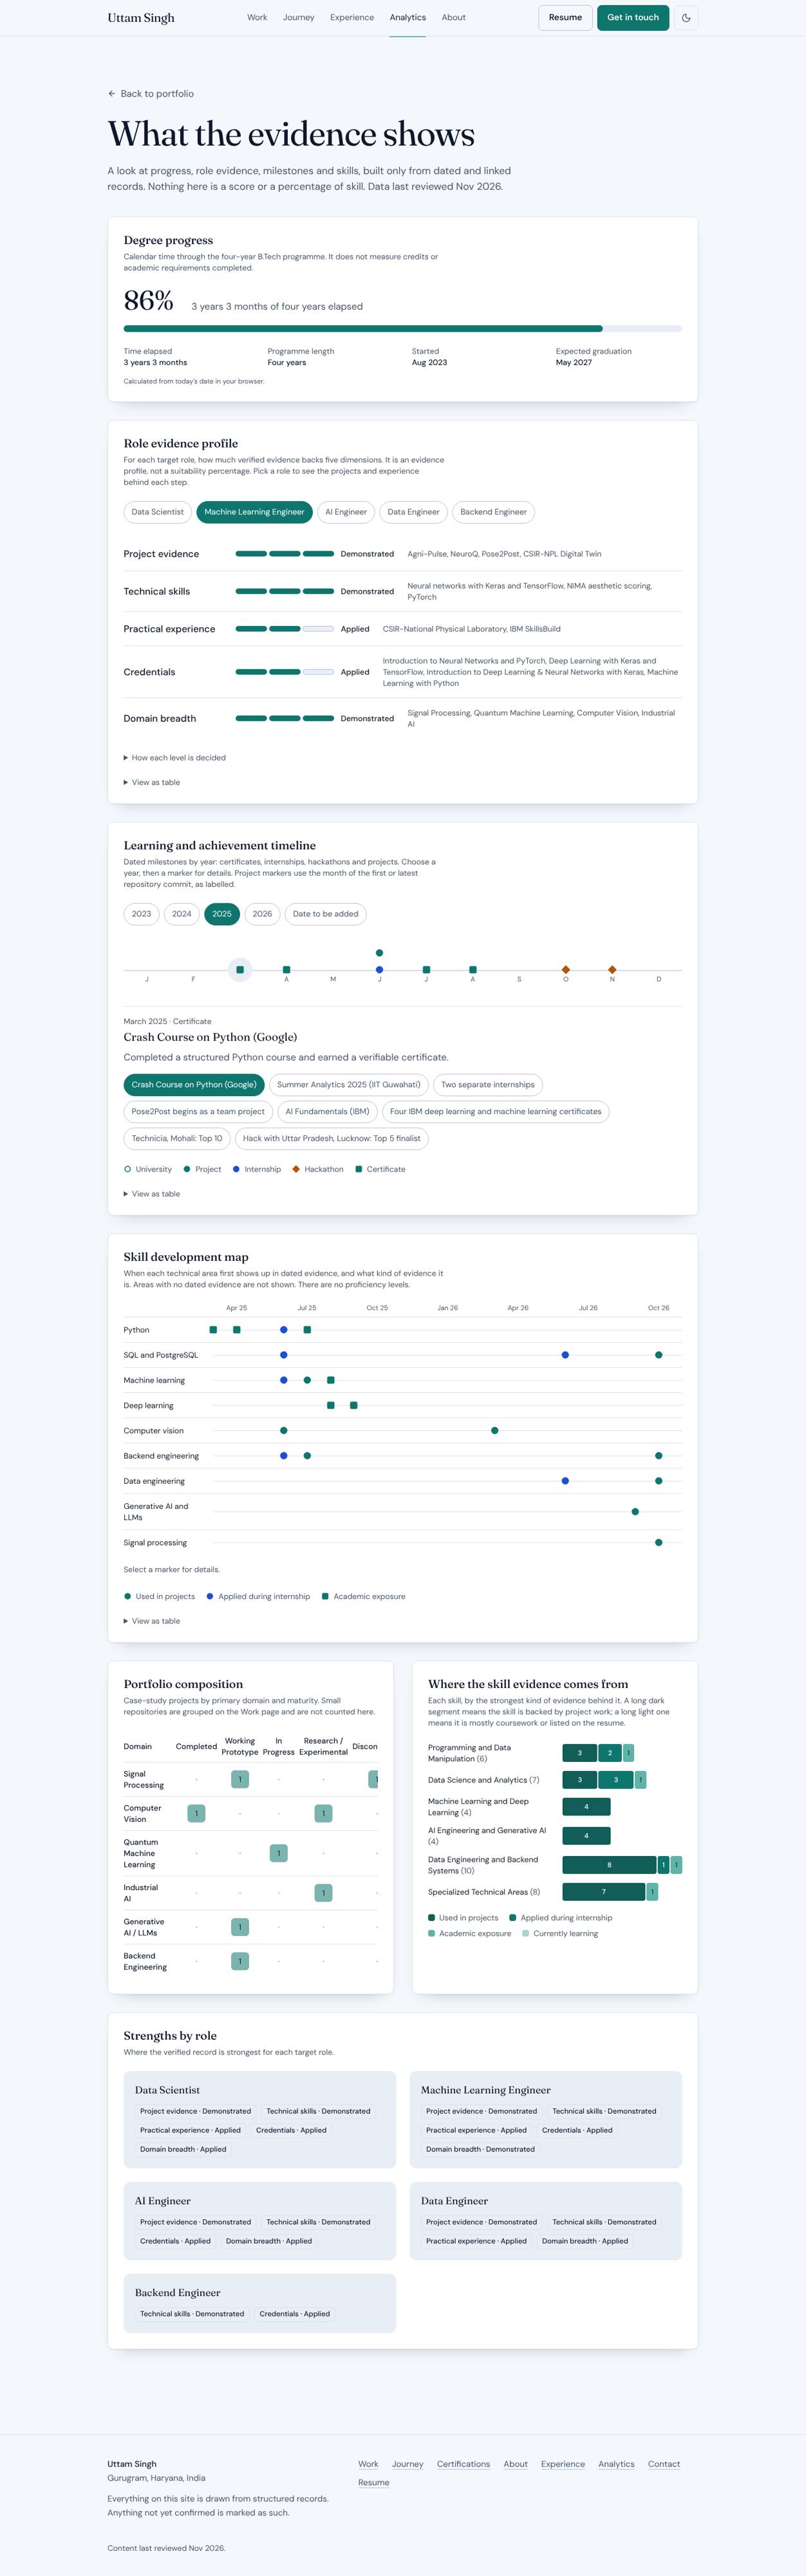 Uttam Singh
Work Journey Experience Analytics About
Resume Get in touch
← Back to portfolio
What the evidence shows
A look at progress, role evidence, milestones and skills, built only from dated and linked
records. Nothing here is a score or a percentage of skill. Data last reviewed Nov 2026.
Degree progress
Calendar time through the four-year B.Tech programme. It does not measure credits or
academic requirements completed.
86% 3 years 3 months of four years elapsed
Time elapsed Programme length Started Expected graduation
3 years 3 months Four years Aug 2023 May 2027
Calculated from today's date in your browser.
Role evidence profile
For each target role, how much verified evidence backs five dimensions. It is an evidence
profile, not a suitability percentage. Pick a role to see the projects and experience
behind each step.
Data Scientist Machine Learning Engineer AI Engineer Data Engineer Backend Engineer
Project evidence Demonstrated Agni-Pulse, NeuroQ, Pose2Post, CSIR-NPL Digital Twin
Technical skills Demonstrated Neural networks with Keras and TensorFlow, NIMA aesthetic scoring,
PyTorch
Practical experience Applied CSIR-National Physical Laboratory, IBM SkillsBuild
Credentials Applied Introduction to Neural Networks and PyTorch, Deep Learning with Keras and
TensorFlow, Introduction to Deep Learning & Neural Networks with Keras, Machine
Learning with Python
Domain breadth Demonstrated Signal Processing, Quantum Machine Learning, Computer Vision, Industrial
AI
▶ How each level is decided
▶ View as table
Learning and achievement timeline
Dated milestones by year: certificates, internships, hackathons and projects. Choose a
year, then a marker for details. Project markers use the month of the first or latest
repository commit, as labelled.
2023 2024 2025 2026 Date to be added
J F A M J J A S O N D
March 2025 · Certificate
Crash Course on Python (Google)
Completed a structured Python course and earned a verifiable certificate.
Crash Course on Python (Google) Summer Analytics 2025 (IIT Guwahati) Two separate internships
Pose2Post begins as a team project AI Fundamentals (IBM) Four IBM deep learning and machine learning certificates
Technicia, Mohali: Top 10 Hack with Uttar Pradesh, Lucknow: Top 5 finalist
University Project Internship Hackathon Certificate
▶ View as table
Skill development map
When each technical area first shows up in dated evidence, and what kind of evidence it
is. Areas with no dated evidence are not shown. There are no proficiency levels.
Apr 25 Jul 25 Oct 25 Jan 26 Apr 26 Jul 26 Oct 26
Python
SQL and PostgreSQL
Machine learning
Deep learning
Computer vision
Backend engineering
Data engineering
Generative AI and
LLMs
Signal processing
Select a marker for details.
Used in projects Applied during internship Academic exposure
▶ View as table
Portfolio composition
Case-study projects by primary domain and maturity. Small
repositories are grouped on the Work page and are not counted here.
Domain Completed Working Prototype In Progress Research / Experimental Discon
Signal Processing · 1 · · 1
Computer Vision 1 · · 1 ·
Quantum Machine Learning · · 1 · ·
Industrial AI · · · 1 ·
Generative AI / LLMs · 1 · · ·
Backend Engineering · 1 · · ·
Where the skill evidence comes from
Each skill, by the strongest kind of evidence behind it. A long dark
segment means the skill is backed by project work; a long light one
means it is mostly coursework or listed on the resume.
Programming and Data Manipulation (6) 3 2 1
Data Science and Analytics (7) 3 3 1
Machine Learning and Deep Learning (4) 4
AI Engineering and Generative AI (4) 4
Data Engineering and Backend Systems (10) 8 1 1
Specialized Technical Areas (8) 7 1
Used in projects Applied during internship
Academic exposure Currently learning
Strengths by role
Where the verified record is strongest for each target role.
Data Scientist
Project evidence · Demonstrated Technical skills · Demonstrated
Practical experience · Applied Credentials · Applied
Domain breadth · Applied
Machine Learning Engineer
Project evidence · Demonstrated Technical skills · Demonstrated
Practical experience · Applied Credentials · Applied
Domain breadth · Demonstrated
AI Engineer
Project evidence · Demonstrated Technical skills · Demonstrated
Credentials · Applied Domain breadth · Applied
Data Engineer
Project evidence · Demonstrated Technical skills · Demonstrated
Practical experience · Applied Domain breadth · Applied
Backend Engineer
Technical skills · Demonstrated Credentials · Applied
Uttam Singh
Gurugram, Haryana, India
Everything on this site is drawn from structured records.
Anything not yet confirmed is marked as such.
Work Journey Certifications About Experience Analytics Contact
Resume
Content last reviewed Nov 2026.